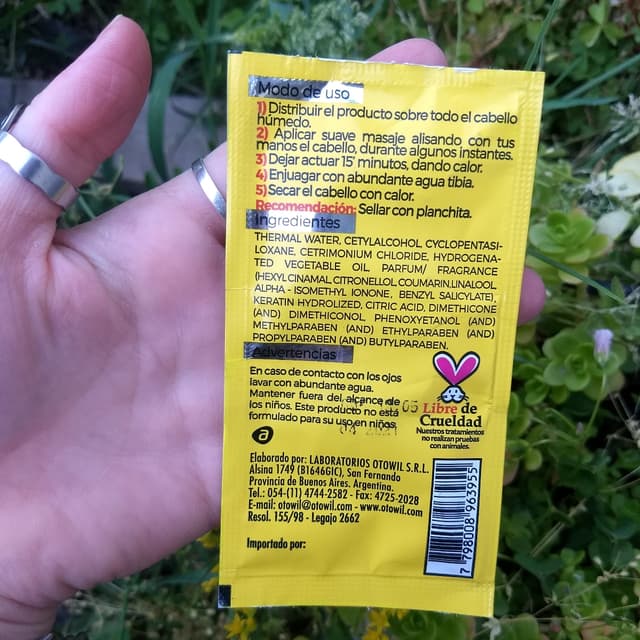 Modo de uso
1) Distribuir el producto sobre todo el cabello
húmedo.
2) Aplicar suave masaje alisando con tus
manos el cabello, durante algunos instantes.
3) Dejar actuar 15' minutos, dando calor.
4) Enjuagar con abundante agua tibia.
5) Secar el cabello con calor.
Recomendación: Sellar con planchita.
Ingredientes
THERMAL WATER, CETYLALCOHOL, CYCLOPENTASI-
LOXANE, CETRIMONIUM CHLORIDE, HYDROGENA-
TED VEGETABLE OIL, PARFUM/ FRAGRANCE
(HEXYL CINAMAL, CITRONELLOL, COUMARIN, LINALOOL,
ALPHA - ISOMETHYL IONONE, BENZYL SALICYLATE),
KERATIN HYDROLIZED, CITRIC ACID, DIMETHICONE
(AND) DIMETHICONOL, PHENOXYETANOL (AND)
METHYLPARABEN (AND) ETHYLPARABEN (AND)
PROPYLPARABEN (AND) BUTYLPARABEN.
Advertencias
En caso de contacto con los ojos
lavar con abundante agua.
Mantener fuera del alcance de
los niños. Este producto no está
formulado para su uso en niños.
05
04 2021
Libre de
Crueldad
Nuestros tratamientos
no realizan pruebas
con animales.
a
Elaborado por: LABORATORIOS OTOWIL S.R.L.
Alsina 1749 (B1646GIC), San Fernando
Provincia de Buenos Aires. Argentina.
Tel.: 054-(11) 4744-2582 - Fax: 4725-2028
E-mail: otowil@otowil.com - www.otowil.com
Resol. 155/98 - Legajo 2662
Importado por:
7 798008 963955